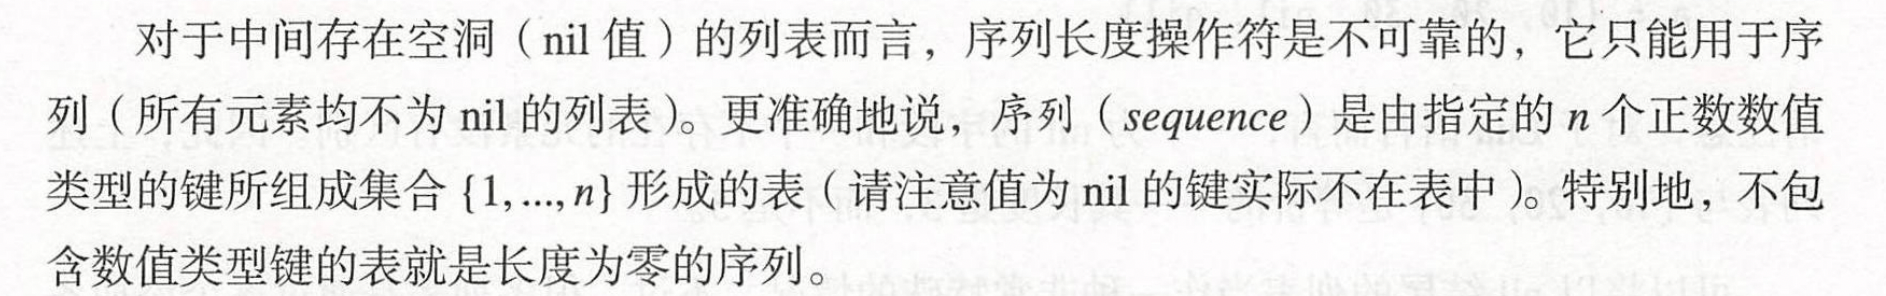 对于中间存在空洞（nil 值）的列表而言，序列长度操作符是不可靠的，它只能用于序
列（所有元素均不为 nil 的列表）。更准确地说，序列（sequence）是由指定的 n 个正数数值
类型的键所组成集合 {1, ..., n} 形成的表（请注意值为 nil 的键实际不在表中）。特别地，不包
含数值类型键的表就是长度为零的序列。